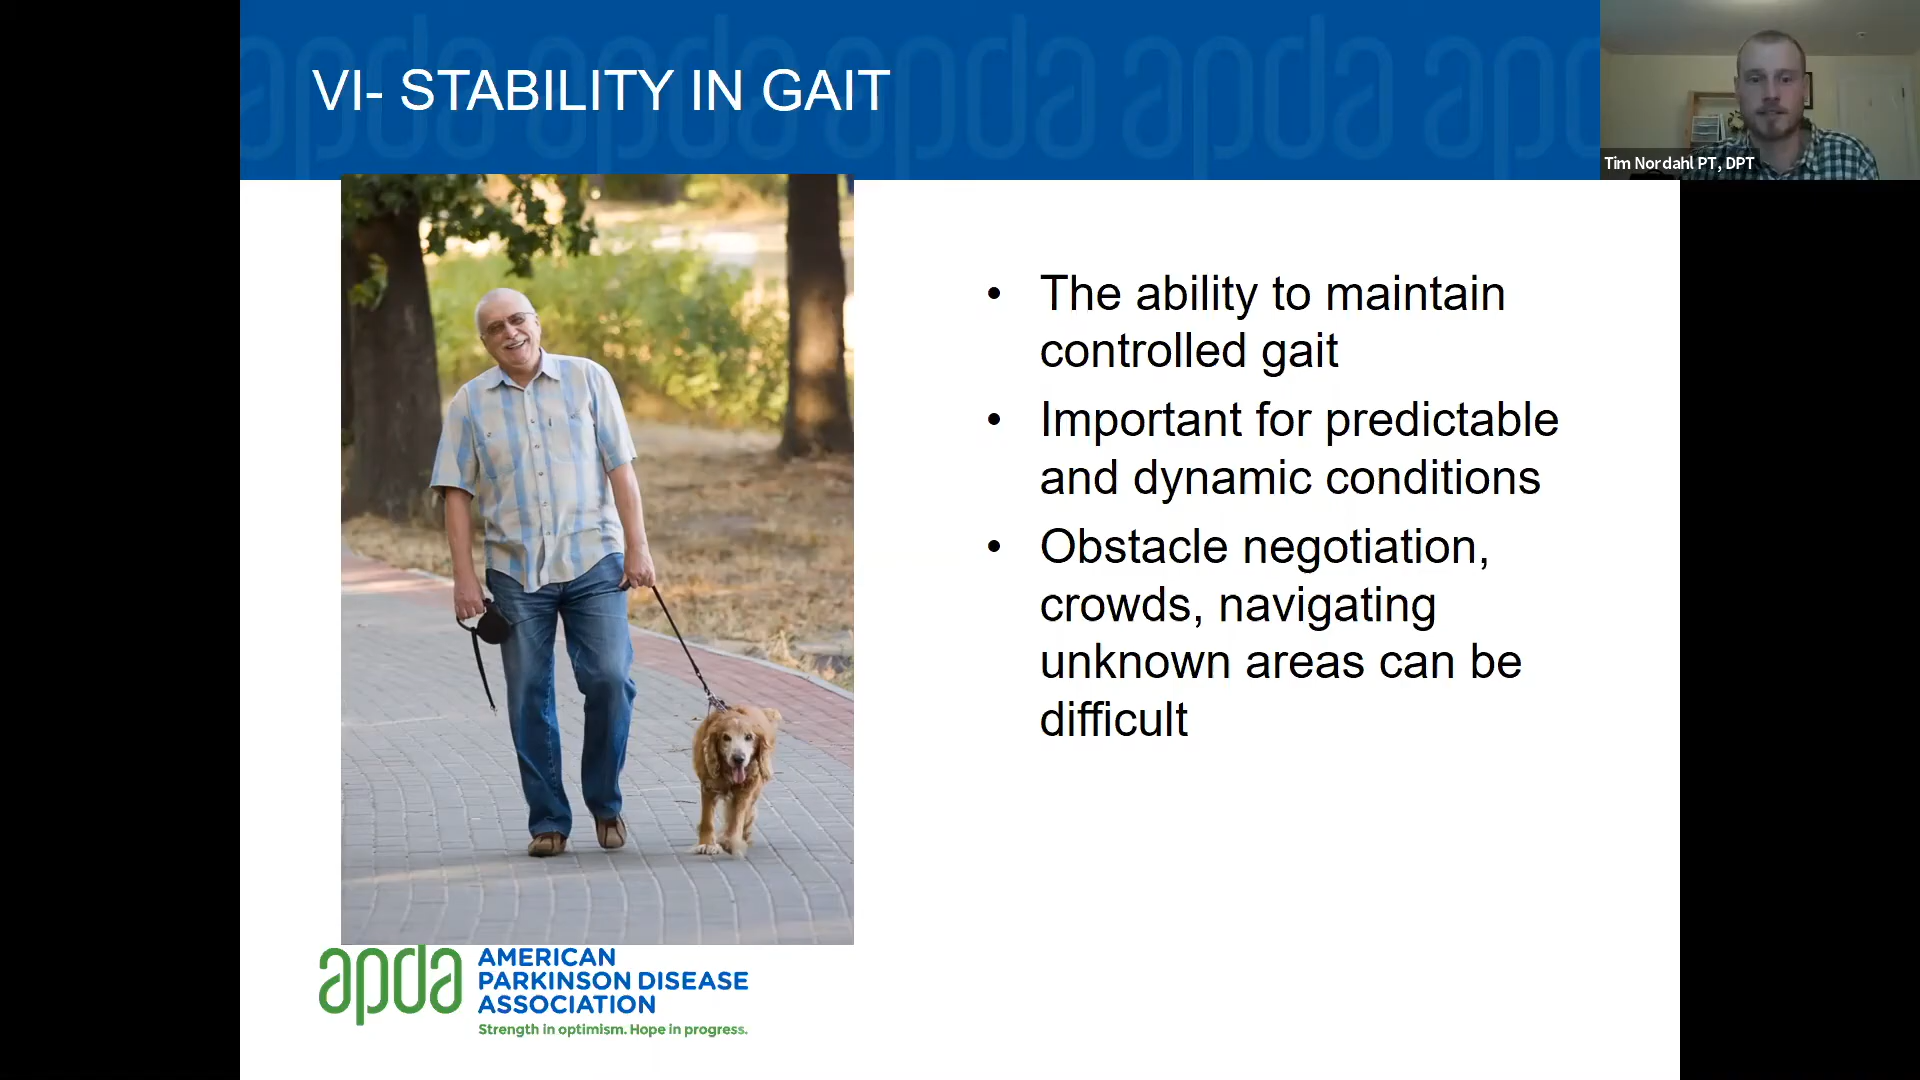 VI- STABILITY IN GAIT
Tim Nordahl PT, DPT
• The ability to maintain
controlled gait
• Important for predictable
and dynamic conditions
• Obstacle negotiation,
crowds, navigating
unknown areas can be
difficult
apda
AMERICAN
PARKINSON DISEASE
ASSOCIATION
Strength in optimism. Hope in progress.